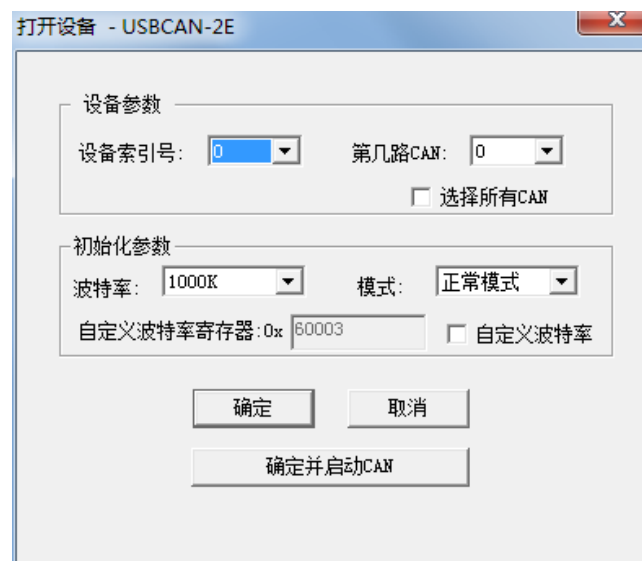 打开设备 - USBCAN-2E
设备参数
设备索引号: 0 第几路CAN: 0
选择所有CAN
初始化参数
波特率: 1000K 模式: 正常模式
自定义波特率寄存器:0x 60003 自定义波特率
确定 取消
确定并启动CAN